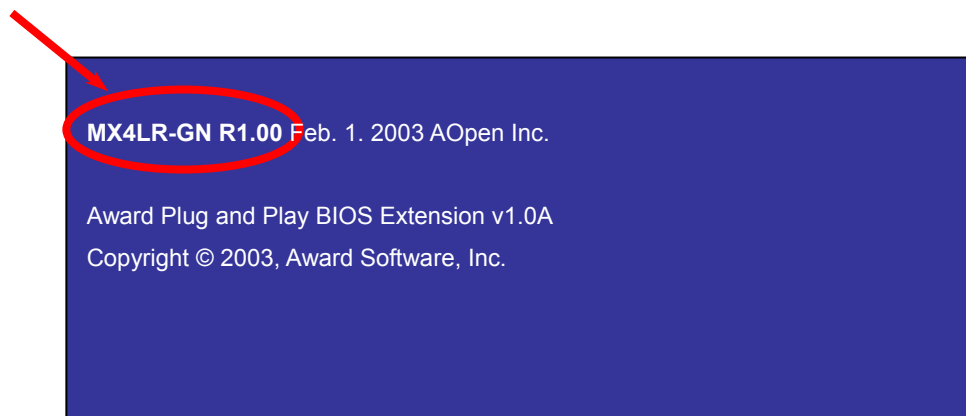 MX4LR-GN R1.00 Feb. 1. 2003 AOpen Inc.
Award Plug and Play BIOS Extension v1.0A
Copyright © 2003, Award Software, Inc.